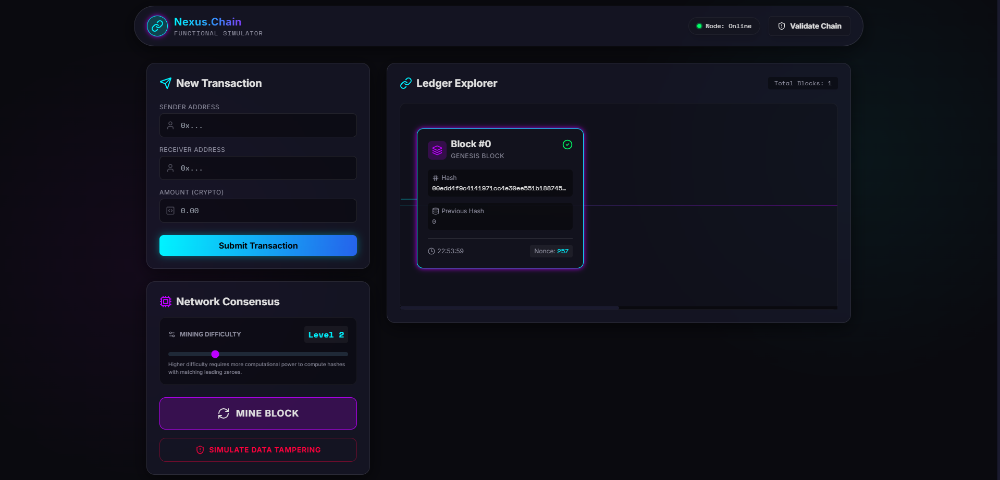 Nexus.Chain
FUNCTIONAL SIMULATOR
Node: Online
Validate Chain
New Transaction
SENDER ADDRESS
0x...
RECEIVER ADDRESS
0x...
AMOUNT (CRYPTO)
0.00
Submit Transaction
Network Consensus
MINING DIFFICULTY
Level 2
Higher difficulty requires more computational power to compute hashes
with matching leading zeroes.
MINE BLOCK
SIMULATE DATA TAMPERING
Ledger Explorer
Total Blocks: 1
Block #0
GENESIS BLOCK
Hash
00edd4f9c4141971cc4e30ee551b188745…
Previous Hash
0
22:53:59
Nonce: 257